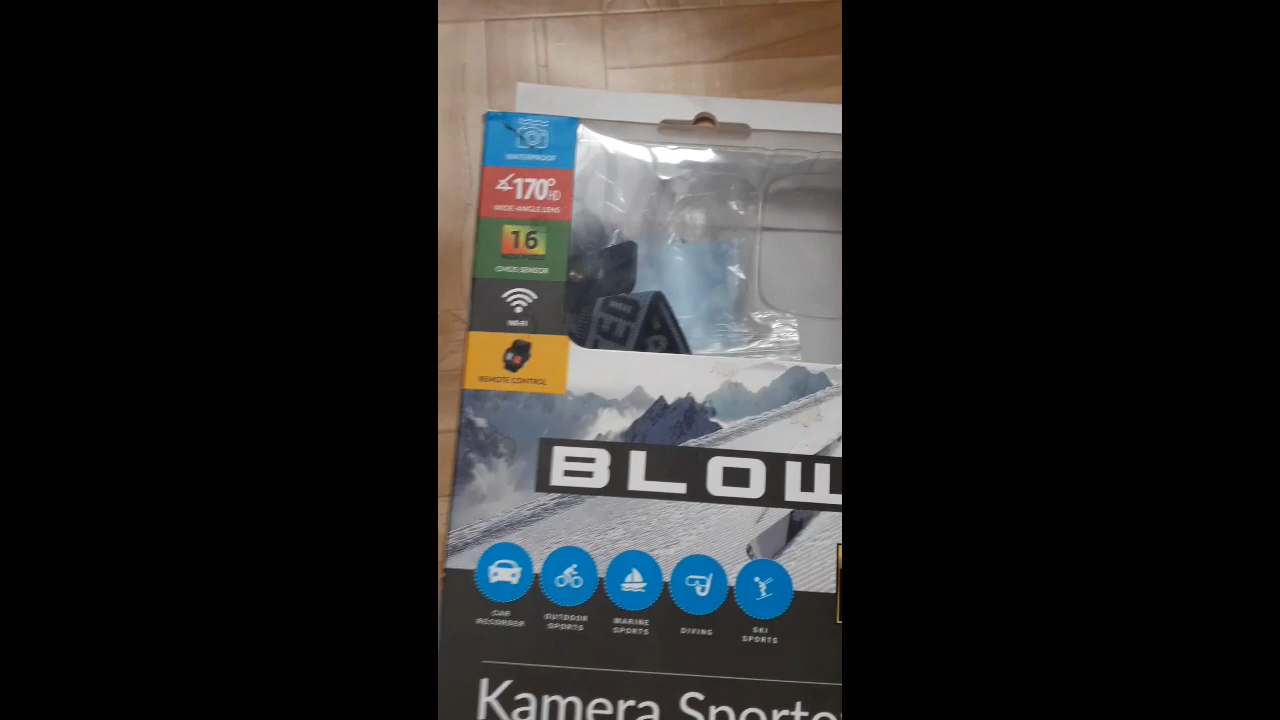 WATERPROOF
170° HD
WIDE ANGLE LENS
16
CMOS SENSOR
WI-FI
REMOTE CONTROL
BLOW
CAR
RECORDER
OUTDOOR
SPORTS
MARINE
SPORTS
DIVING
SKI
SPORTS
Kamera Sporto